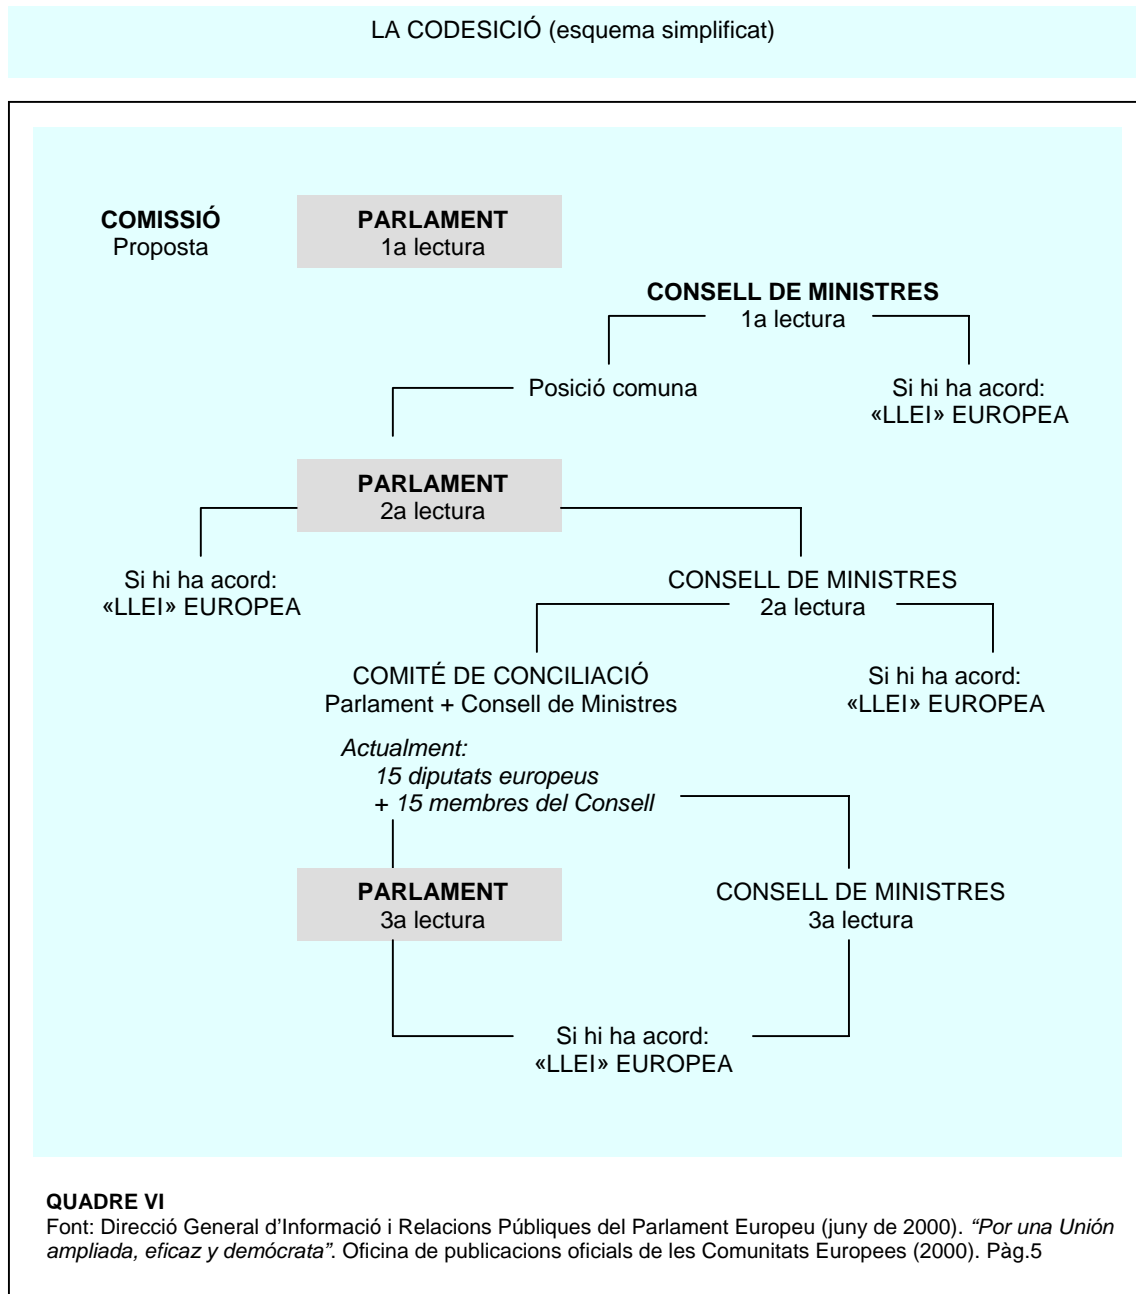 LA CODESICIÓ (esquema simplificat)
COMISSIÓ
Proposta
PARLAMENT
1a lectura
CONSELL DE MINISTRES
1a lectura
Posició comuna
Si hi ha acord:
«LLEI» EUROPEA
PARLAMENT
2a lectura
Si hi ha acord:
«LLEI» EUROPEA
CONSELL DE MINISTRES
2a lectura
COMITÉ DE CONCILIACIÓ
Parlament + Consell de Ministres
Si hi ha acord:
«LLEI» EUROPEA
Actualment:
15 diputats europeus
+ 15 membres del Consell
PARLAMENT
3a lectura
CONSELL DE MINISTRES
3a lectura
Si hi ha acord:
«LLEI» EUROPEA
QUADRE VI
Font: Direcció General d'Informació i Relacions Públiques del Parlament Europeu (juny de 2000). “Por una Unión
ampliada, eficaz y demócrata”. Oficina de publicacions oficials de les Comunitats Europees (2000). Pàg.5